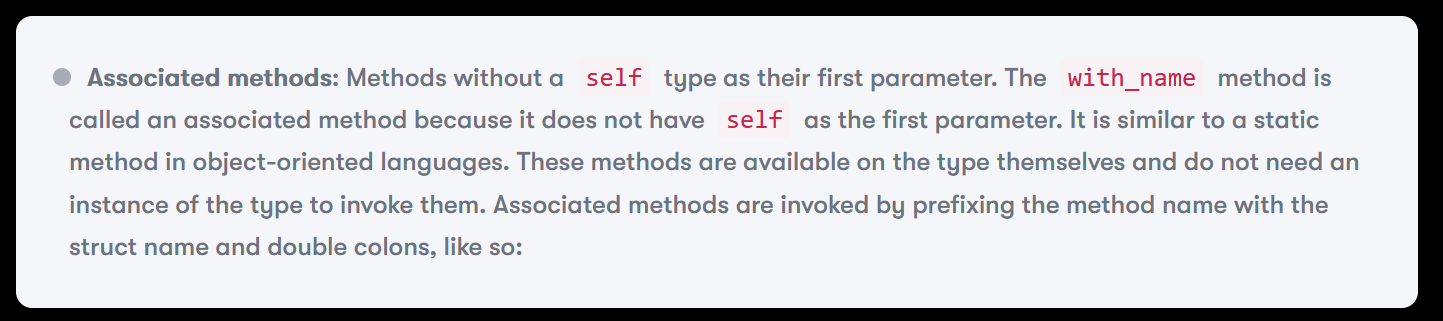 Associated methods: Methods without a self type as their first parameter. The with_name method is
called an associated method because it does not have self as the first parameter. It is similar to a static
method in object-oriented languages. These methods are available on the type themselves and do not need an
instance of the type to invoke them. Associated methods are invoked by prefixing the method name with the
struct name and double colons, like so: